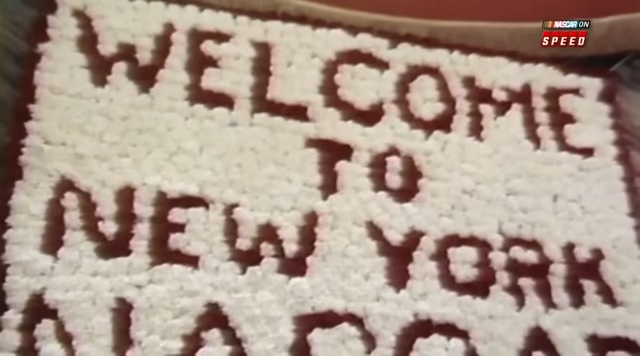 NASCAR ON
SPEED
WELCOME
TO
NEW YORK